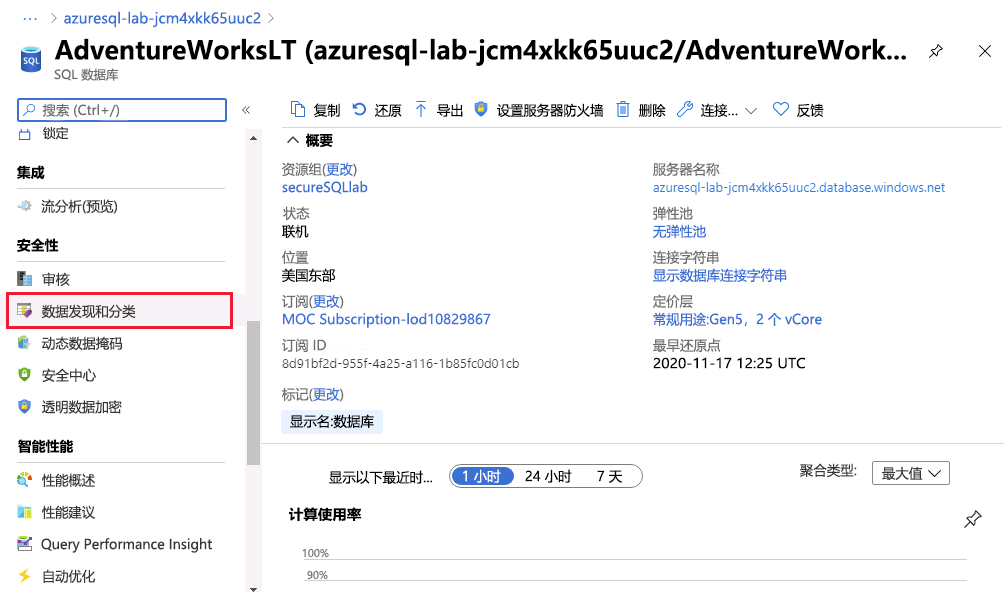 ··· > azuresql-lab-jcm4xkk65uuc2 >
AdventureWorksLT (azuresql-lab-jcm4xkk65uuc2/AdventureWork...
SQL
SQL 数据库
搜索 (Ctrl+/)
«
锁定
集成
流分析(预览)
安全性
审核
数据发现和分类
动态数据掩码
安全中心
透明数据加密
智能性能
性能概述
性能建议
Query Performance Insight
自动优化
复制 还原 导出 设置服务器防火墙 删除 连接... 反馈
概要
资源组(更改)
secureSQLlab
状态
联机
位置
美国东部
订阅(更改)
MOC Subscription-lod10829867
订阅 ID
8d91bf2d-955f-4a25-a116-1b85fc0d01cb
标记(更改)
显示名:数据库
服务器名称
azuresql-lab-jcm4xkk65uuc2.database.windows.net
弹性池
无弹性池
连接字符串
显示数据库连接字符串
定价层
常规用途:Gen5，2 个 vCore
最早还原点
2020-11-17 12:25 UTC
显示以下最近时... 1 小时 24 小时 7 天
聚合类型: 最大值
计算使用率
100%
90%